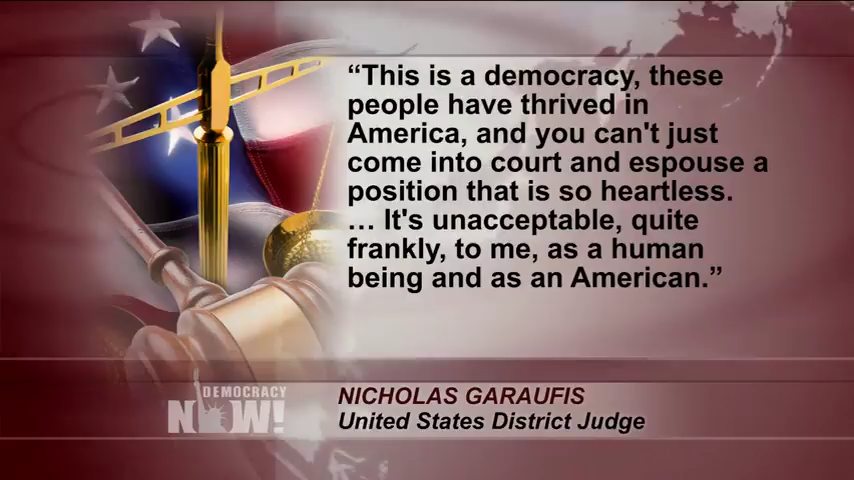 “This is a democracy, these
people have thrived in
America, and you can't just
come into court and espouse a
position that is so heartless.
… It's unacceptable, quite
frankly, to me, as a human
being and as an American.”
DEMOCRACY
NOW!
NICHOLAS GARAUFIS
United States District Judge